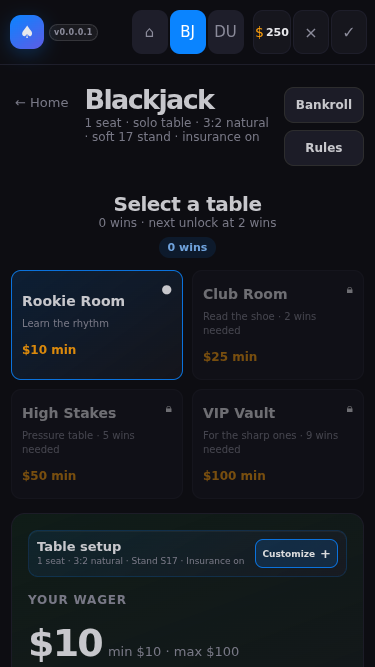 v0.0.0.1
BJ
DU
$ 250
← Home
Blackjack
1 seat · solo table · 3:2 natural
· soft 17 stand · insurance on
Bankroll
Rules
Select a table
0 wins · next unlock at 2 wins
0 wins
Rookie Room
Learn the rhythm
$10 min
Club Room
Read the shoe · 2 wins
needed
$25 min
High Stakes
Pressure table · 5 wins
needed
$50 min
VIP Vault
For the sharp ones · 9 wins
needed
$100 min
Table setup
1 seat · 3:2 natural · Stand S17 · Insurance on
Customize +
YOUR WAGER
$10 min $10 · max $100